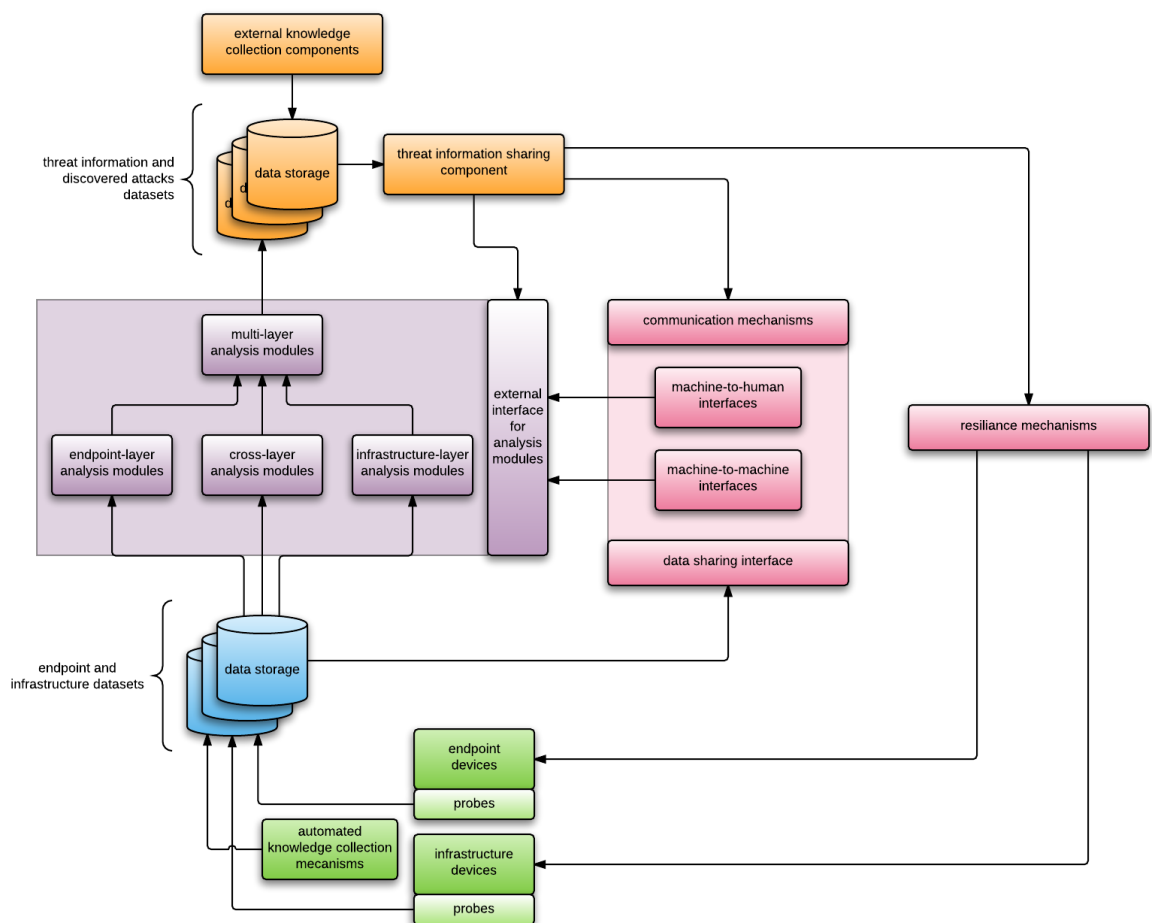 external knowledge
collection components
threat information and
discovered attacks
datasets
d
d
data storage
threat information sharing
component
multi-layer
analysis modules
endpoint-layer
analysis modules
cross-layer
analysis modules
infrastructure-layer
analysis modules
external
interface
for
analysis
modules
communication mechanisms
machine-to-human
interfaces
machine-to-machine
interfaces
data sharing interface
resiliance mechanisms
endpoint and
infrastructure datasets
data storage
endpoint
devices
probes
automated
knowledge collection
mecanisms
infrastructure
devices
probes